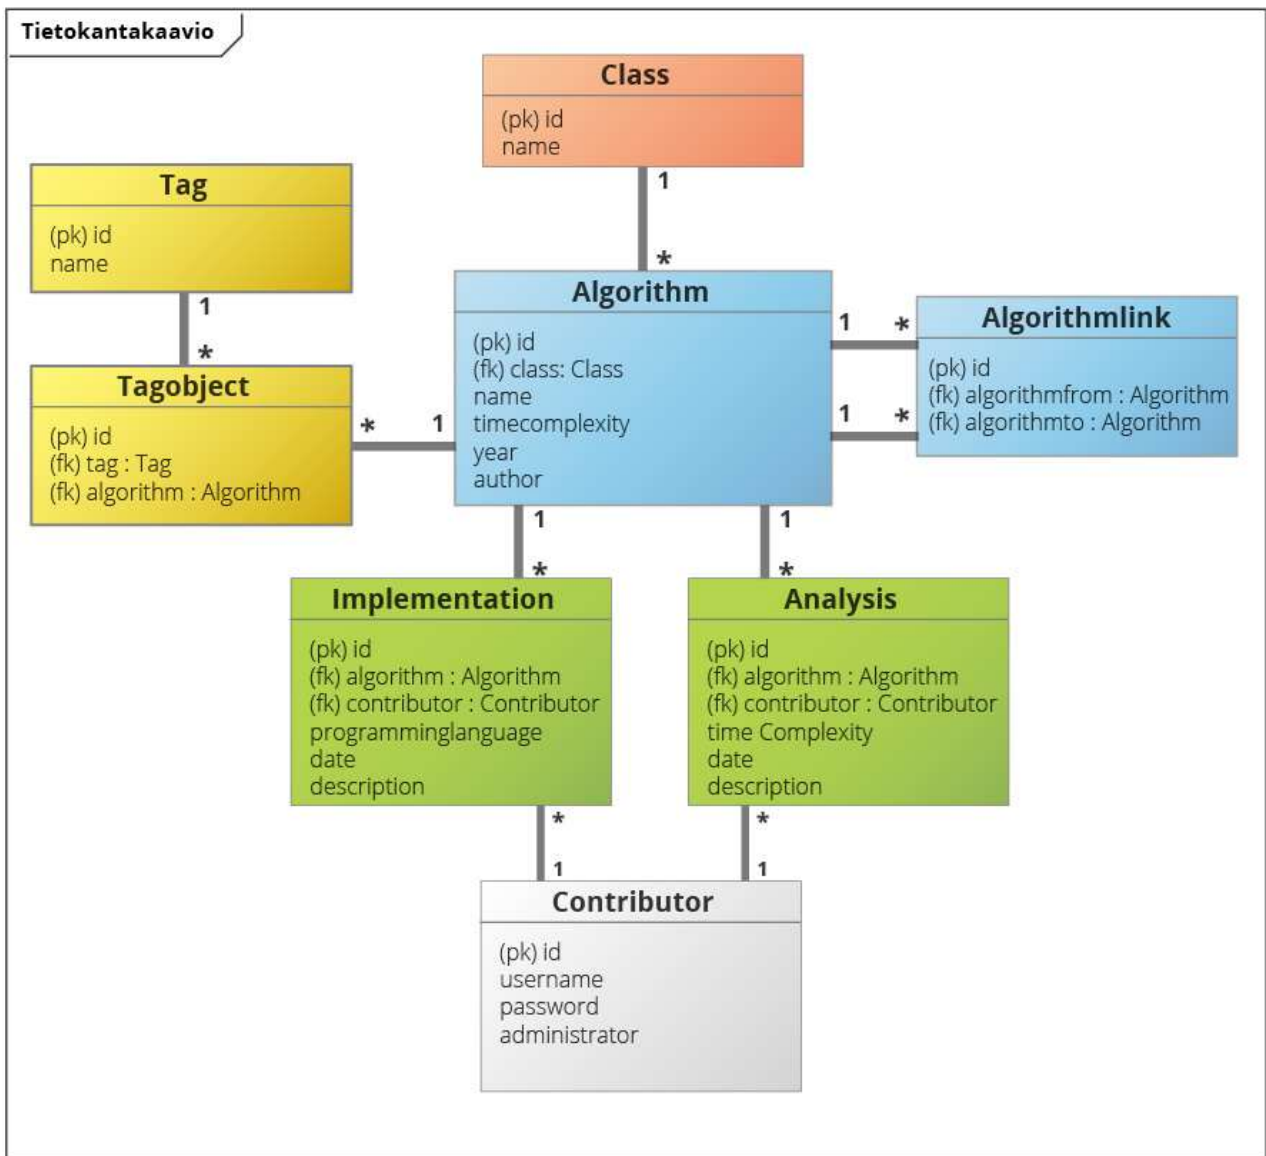 Tietokantakaavio
Class
(pk) id
name
1
*
Tag
(pk) id
name
1
*
Tagobject
(pk) id
(fk) tag : Tag
(fk) algorithm : Algorithm
*
1
Algorithm
(pk) id
(fk) class: Class
name
timecomplexity
year
author
1
*
1
*
Algorithmlink
(pk) id
(fk) algorithmfrom : Algorithm
(fk) algorithmto : Algorithm
1
*
1
*
Implementation
(pk) id
(fk) algorithm : Algorithm
(fk) contributor : Contributor
programminglanguage
date
description
Analysis
(pk) id
(fk) algorithm : Algorithm
(fk) contributor : Contributor
time Complexity
date
description
*
1
*
1
Contributor
(pk) id
username
password
administrator